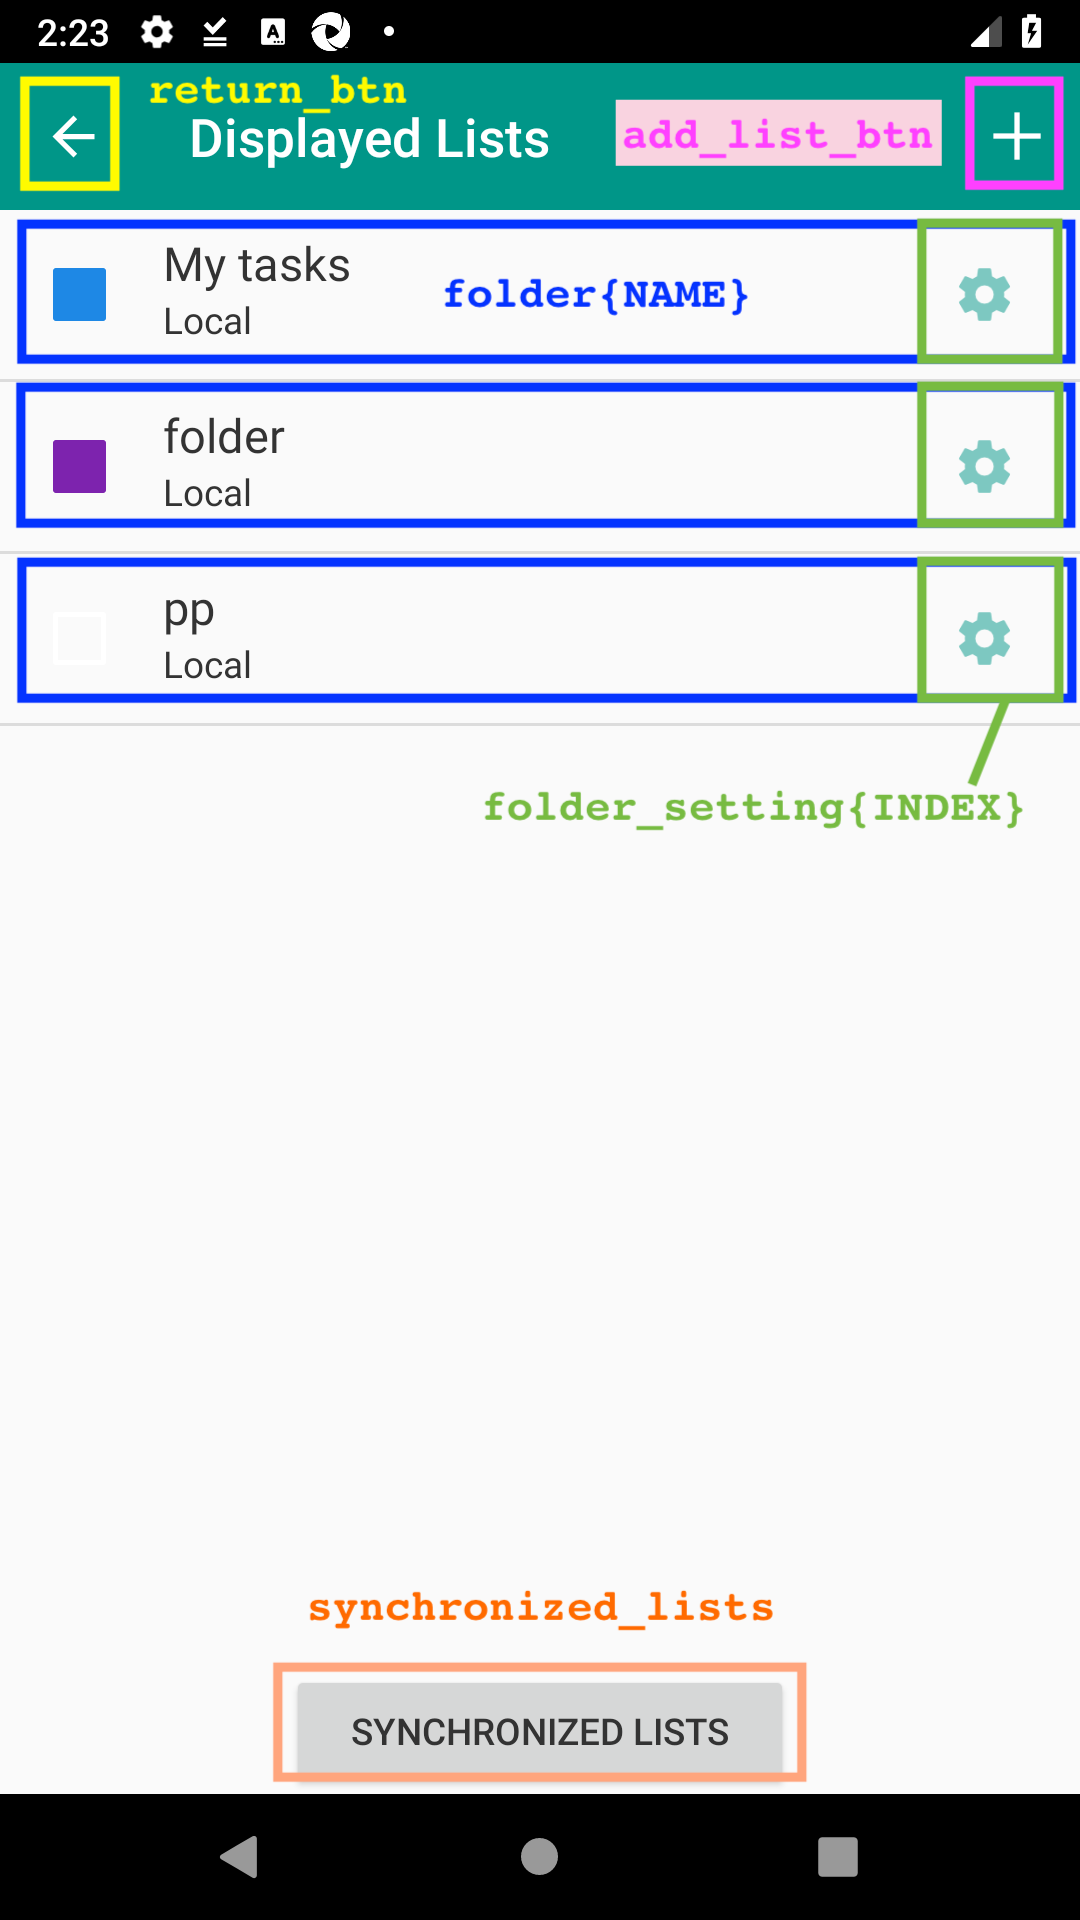 2:23
return_btn
Displayed Lists
add_list_btn
My tasks
Local
folder{NAME}
folder
Local
pp
Local
folder_setting{INDEX}
synchronized_lists
SYNCHRONIZED LISTS